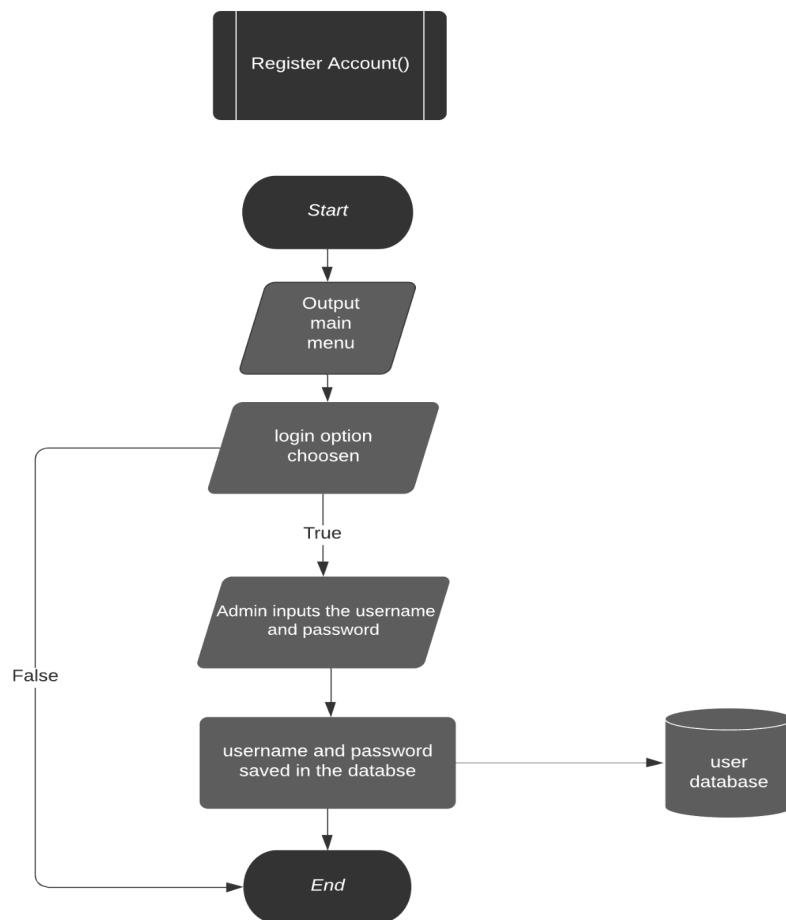 Register Account()
Start
Output
main
menu
login option
choosen
True
Admin inputs the username
and password
False
username and password
saved in the databse
user
database
End